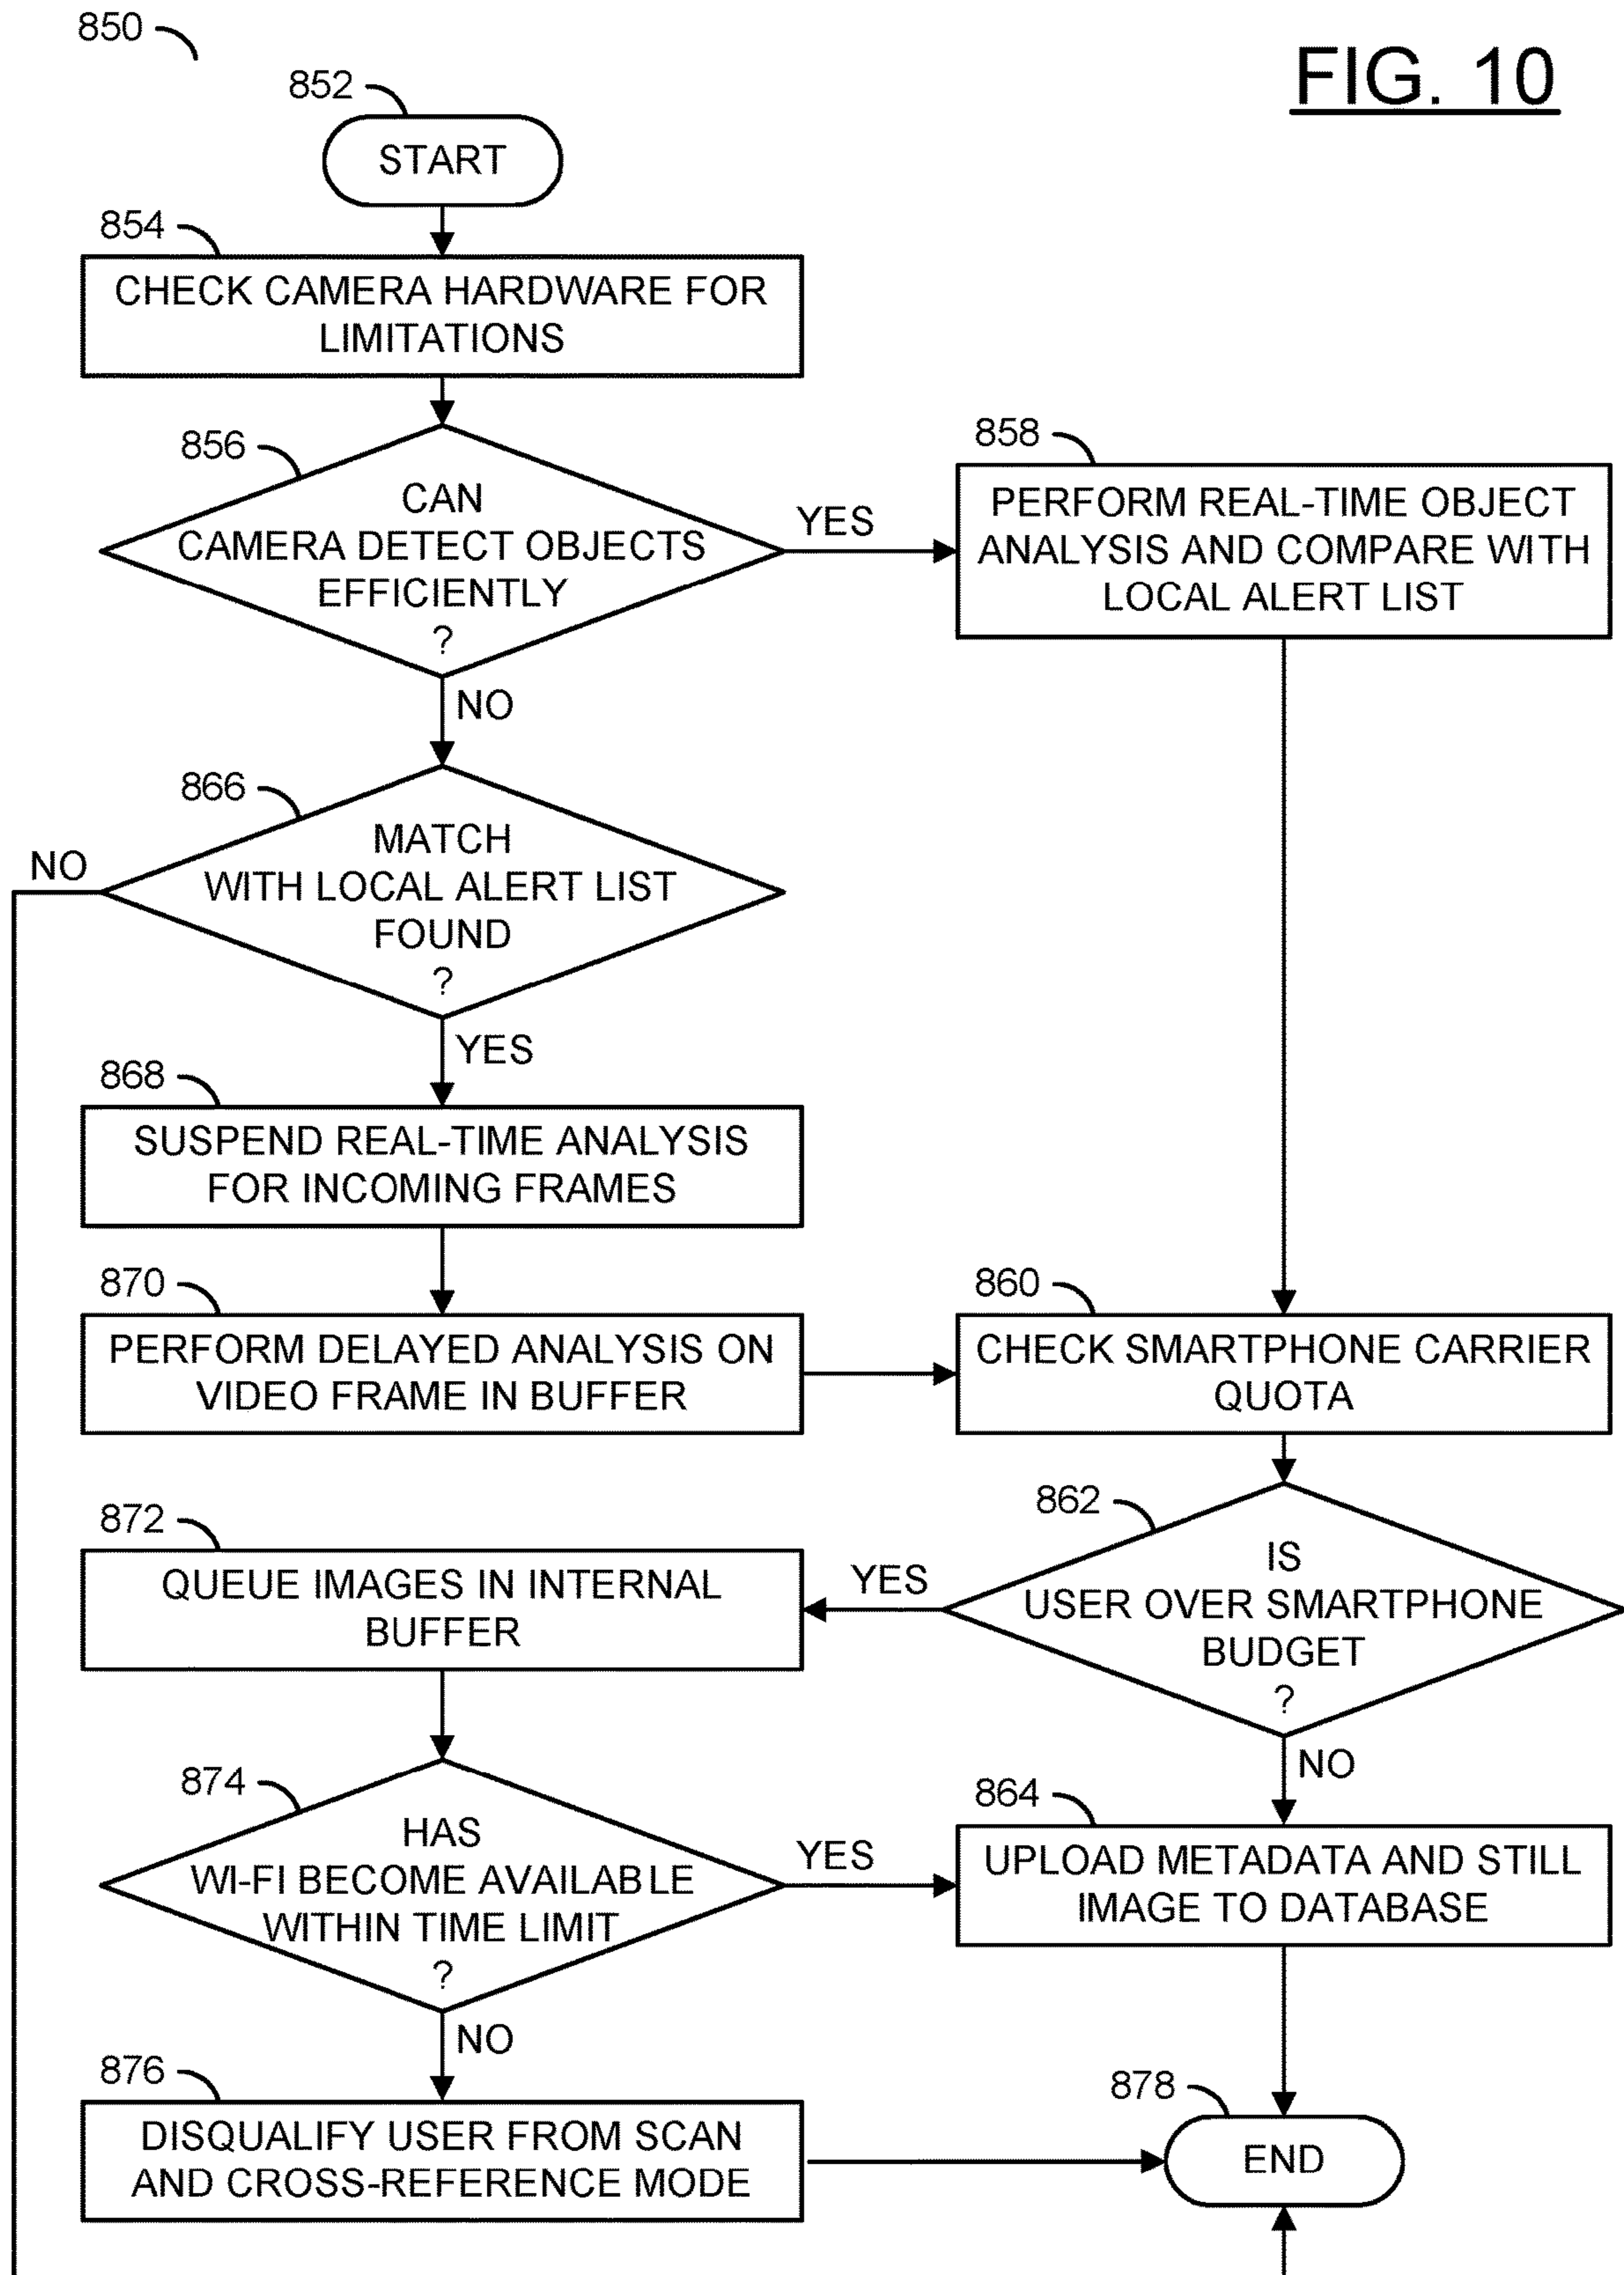 850
FIG. 10
852
START
854
CHECK CAMERA HARDWARE FOR
LIMITATIONS
856
CAN
CAMERA DETECT OBJECTS
EFFICIENTLY
?
YES
858
PERFORM REAL-TIME OBJECT
ANALYSIS AND COMPARE WITH
LOCAL ALERT LIST
NO
866
MATCH
WITH LOCAL ALERT LIST
FOUND
?
NO
YES
868
SUSPEND REAL-TIME ANALYSIS
FOR INCOMING FRAMES
870
PERFORM DELAYED ANALYSIS ON
VIDEO FRAME IN BUFFER
860
CHECK SMARTPHONE CARRIER
QUOTA
862
IS
USER OVER SMARTPHONE
BUDGET
?
YES
872
QUEUE IMAGES IN INTERNAL
BUFFER
NO
874
HAS
WI-FI BECOME AVAILABLE
WITHIN TIME LIMIT
?
YES
864
UPLOAD METADATA AND STILL
IMAGE TO DATABASE
NO
876
DISQUALIFY USER FROM SCAN
AND CROSS-REFERENCE MODE
878
END